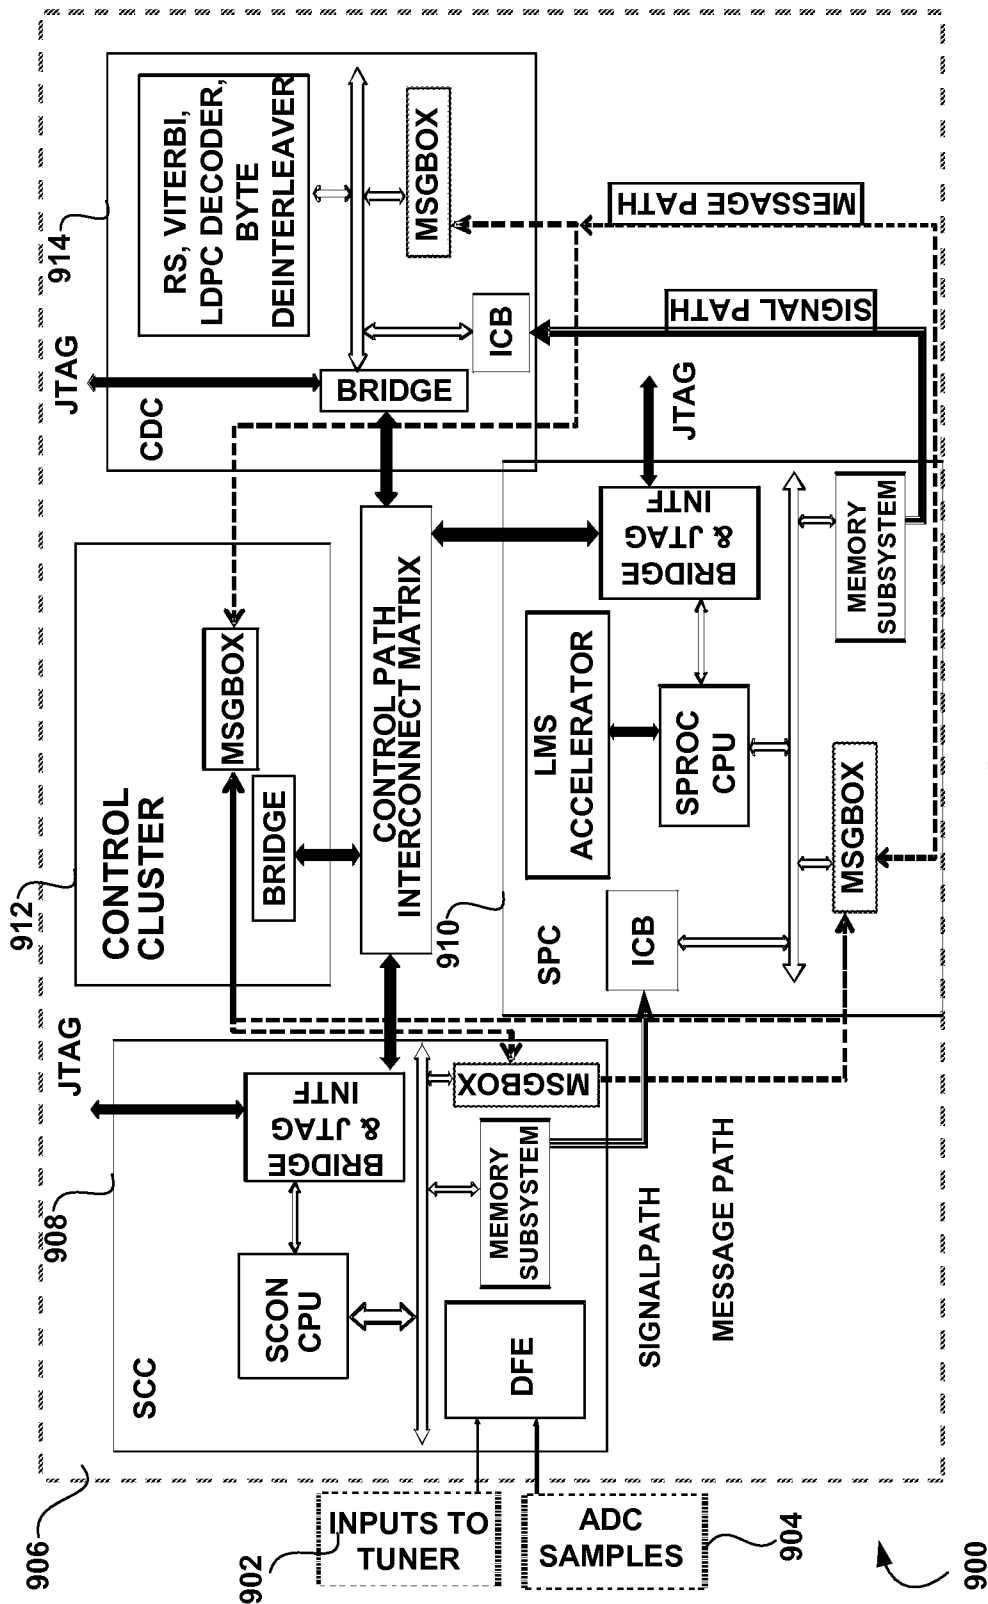 906
902
INPUTS TO
TUNER
ADC
SAMPLES
904
900
908
SCC
JTAG
SCON
CPU
BRIDGE
& JTAG
INTF
DFE
MEMORY
SUBSYSTEM
MSGBOX
SIGNALPATH
MESSAGE PATH
912
CONTROL
CLUSTER
MSGBOX
BRIDGE
CONTROL PATH
INTERCONNECT MATRIX
910
SPC
ICB
LMS
ACCELERATOR
SPROC
CPU
BRIDGE
& JTAG
INTF
JTAG
MSGBOX
MEMORY
SUBSYSTEM
914
JTAG
CDC
RS, VITERBI,
LDPC DECODER,
BYTE
DEINTERLEAVER
BRIDGE
MSGBOX
ICB
SIGNAL PATH
MESSAGE PATH